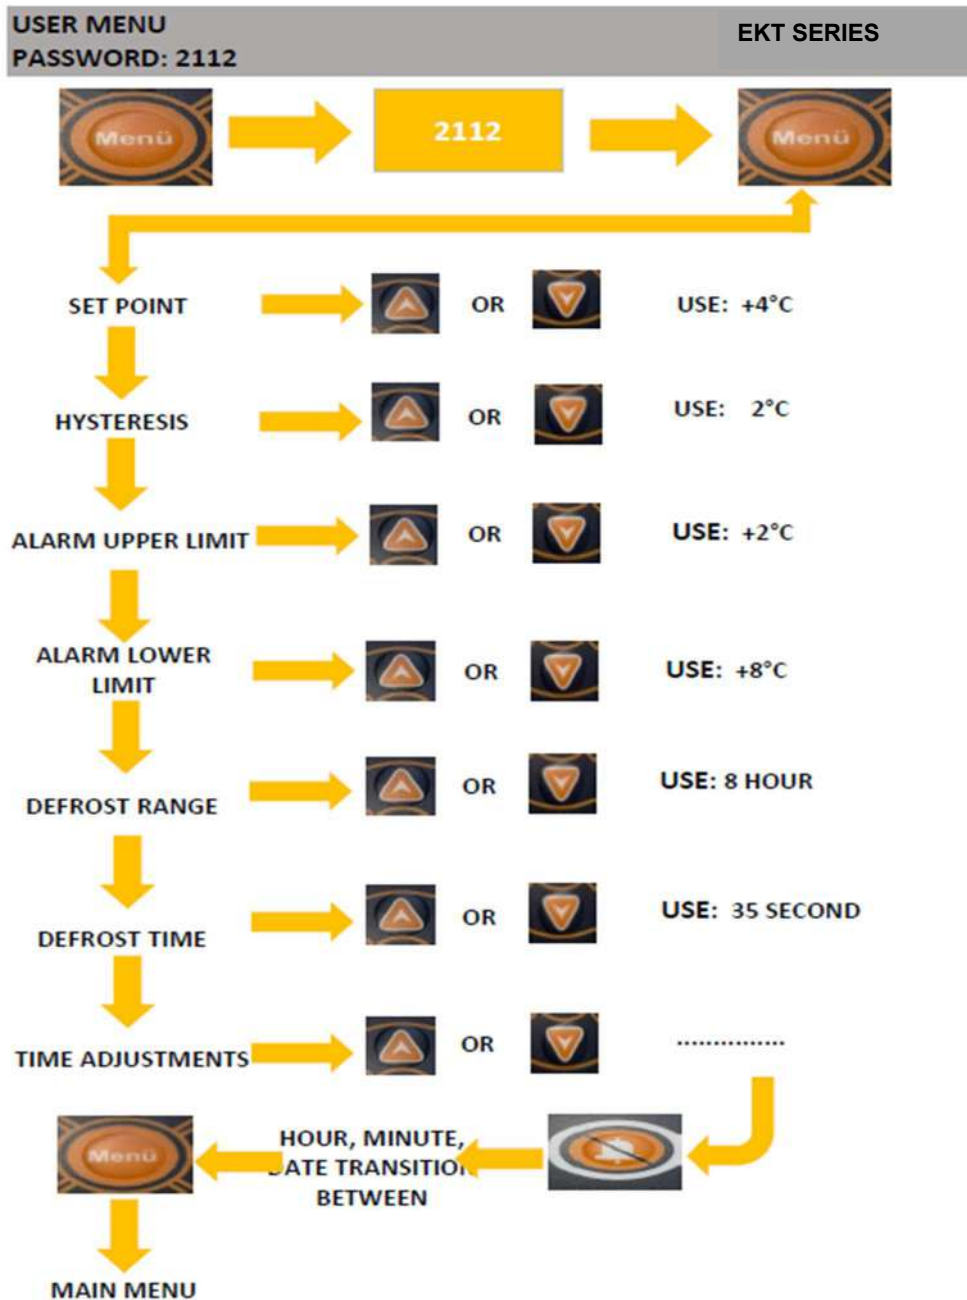 USER MENU
PASSWORD: 2112
EKT SERIES
Menü
2112
Menü
SET POINT
OR
USE: +4°C
HYSTERESIS
OR
USE: 2°C
ALARM UPPER LIMIT
OR
USE: +2°C
ALARM LOWER
LIMIT
OR
USE: +8°C
DEFROST RANGE
OR
USE: 8 HOUR
DEFROST TIME
OR
USE: 35 SECOND
TIME ADJUSTMENTS
OR
...............
Menü
HOUR, MINUTE,
DATE TRANSITION
BETWEEN
MAIN MENU